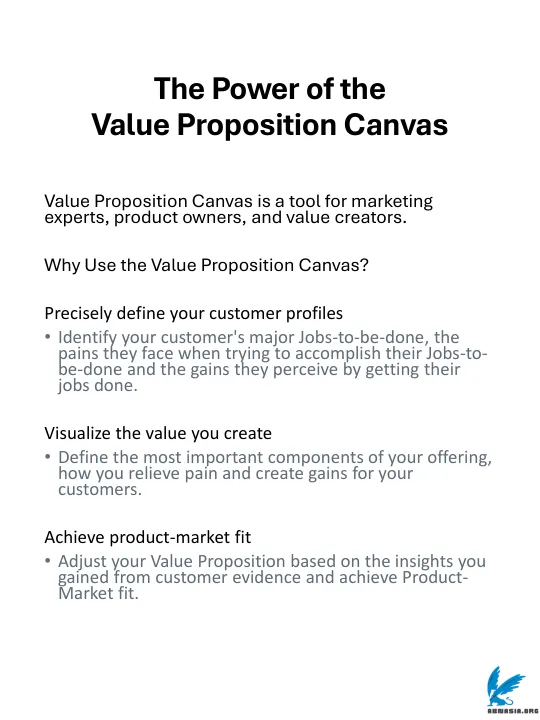 The Power of the
Value Proposition Canvas
Value Proposition Canvas is a tool for marketing
experts, product owners, and value creators.
Why Use the Value Proposition Canvas?
Precisely define your customer profiles
• Identify your customer's major Jobs-to-be-done, the
pains they face when trying to accomplish their Jobs-to-
be-done and the gains they perceive by getting their
jobs done.
Visualize the value you create
• Define the most important components of your offering,
how you relieve pain and create gains for your
customers.
Achieve product-market fit
• Adjust your Value Proposition based on the insights you
gained from customer evidence and achieve Product-
Market fit.
ABMASIA.ORG